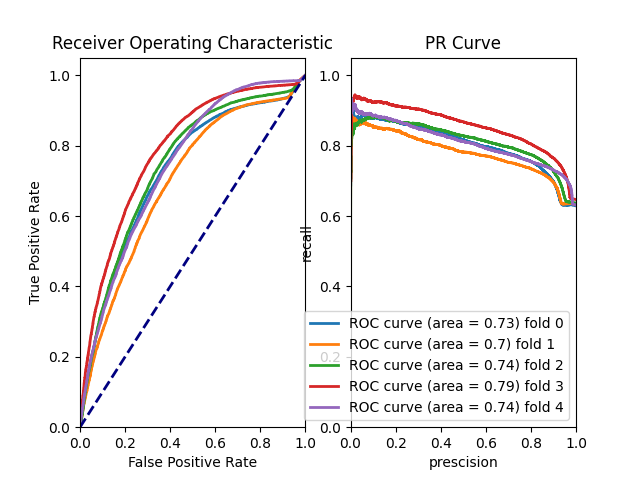 Receiver Operating Characteristic
1.0
0.8
0.6
0.4
0.2
0.0
True Positive Rate
0.0 0.2 0.4 0.6 0.8 1.0
False Positive Rate
PR Curve
1.0
0.8
0.6
0.4
0.2
0.0
recall
0.0 0.2 0.4 0.6 0.8 1.0
prescision
ROC curve (area = 0.73) fold 0
ROC curve (area = 0.7) fold 1
ROC curve (area = 0.74) fold 2
ROC curve (area = 0.79) fold 3
ROC curve (area = 0.74) fold 4